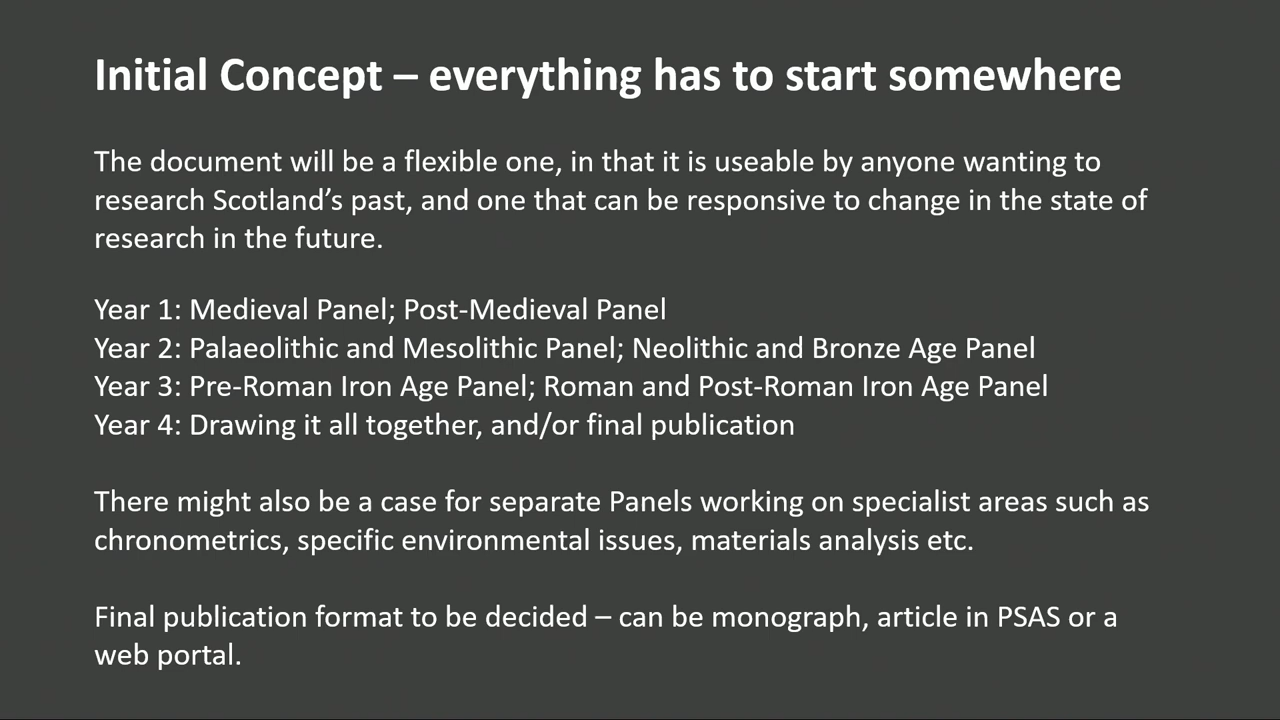 Initial Concept – everything has to start somewhere
The document will be a flexible one, in that it is useable by anyone wanting to
research Scotland’s past, and one that can be responsive to change in the state of
research in the future.
Year 1: Medieval Panel; Post-Medieval Panel
Year 2: Palaeolithic and Mesolithic Panel; Neolithic and Bronze Age Panel
Year 3: Pre-Roman Iron Age Panel; Roman and Post-Roman Iron Age Panel
Year 4: Drawing it all together, and/or final publication
There might also be a case for separate Panels working on specialist areas such as
chronometrics, specific environmental issues, materials analysis etc.
Final publication format to be decided – can be monograph, article in PSAS or a
web portal.